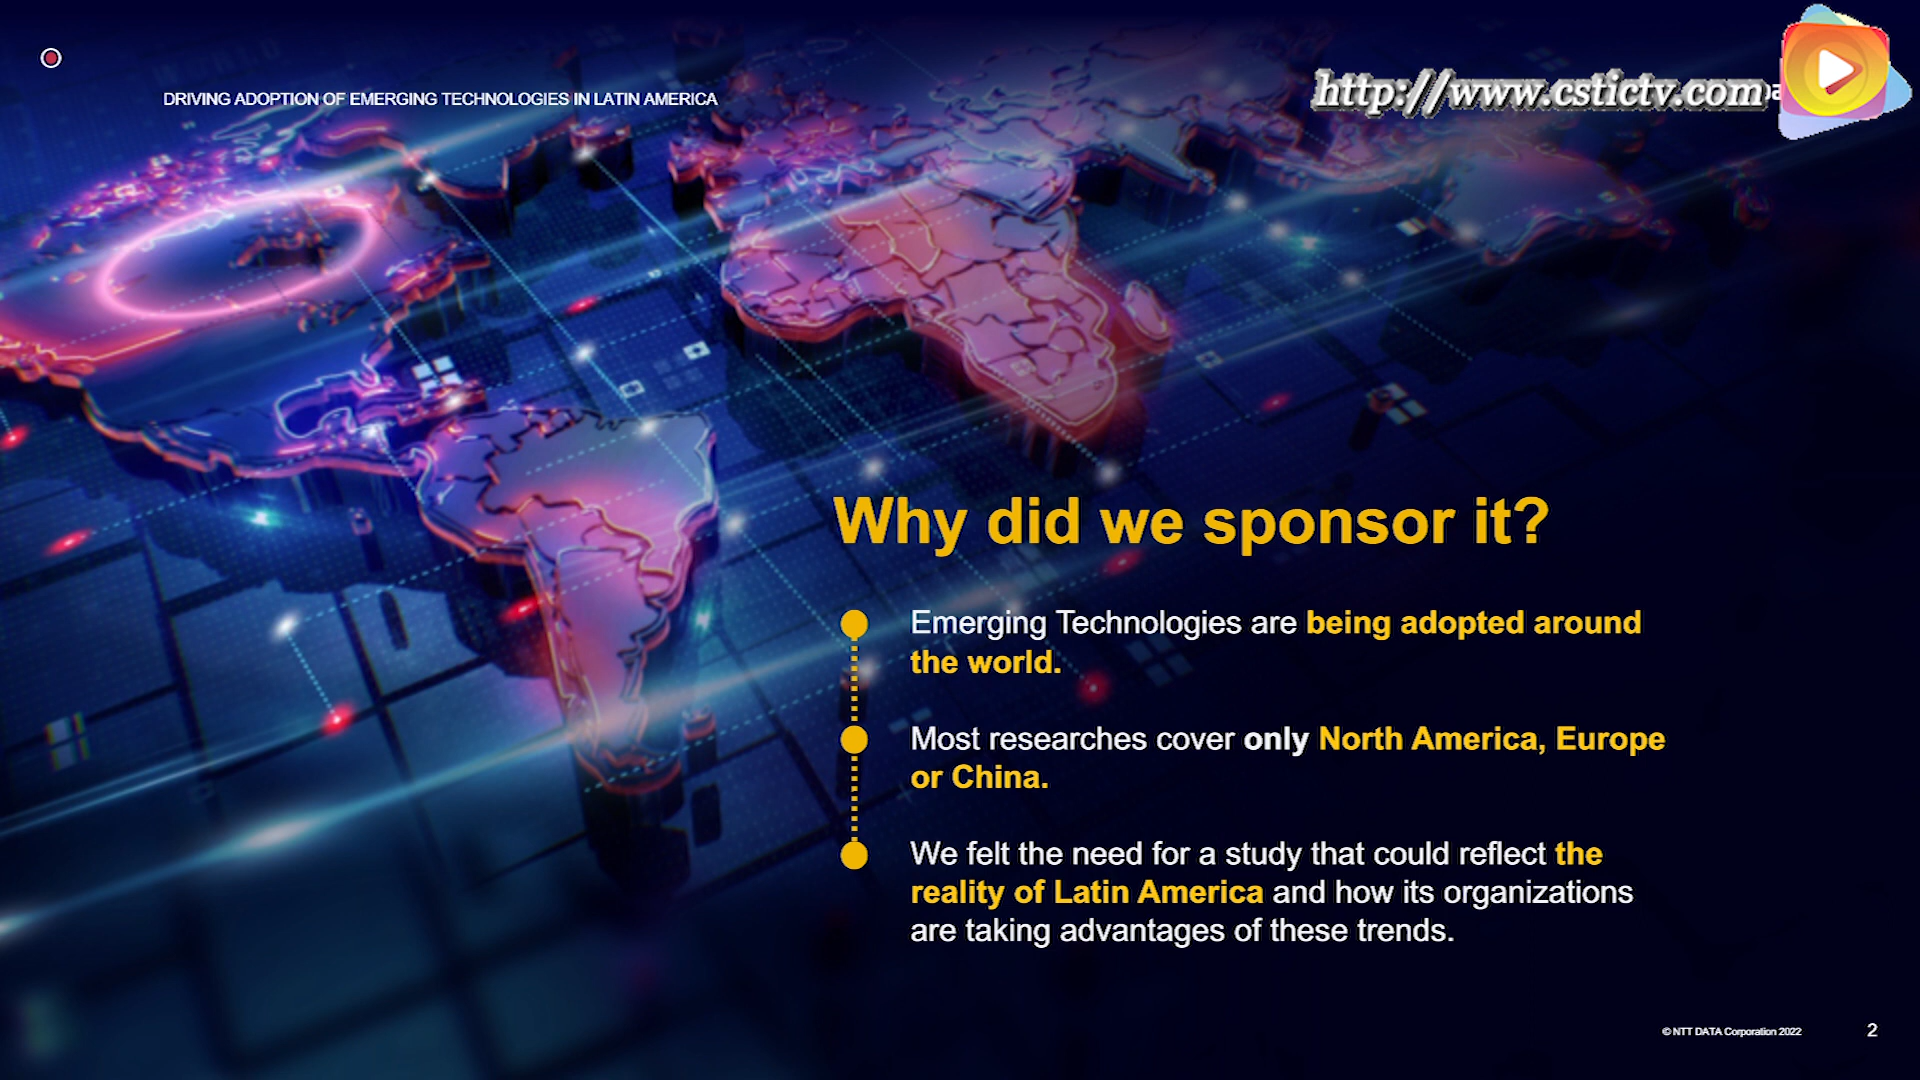 DRIVING ADOPTION OF EMERGING TECHNOLOGIES IN LATIN AMERICA
http://www.cstictv.com
Why did we sponsor it?
Emerging Technologies are being adopted around
the world.
Most researches cover only North America, Europe
or China.
We felt the need for a study that could reflect the
reality of Latin America and how its organizations
are taking advantages of these trends.
© NTT DATA Corporation 2022
2